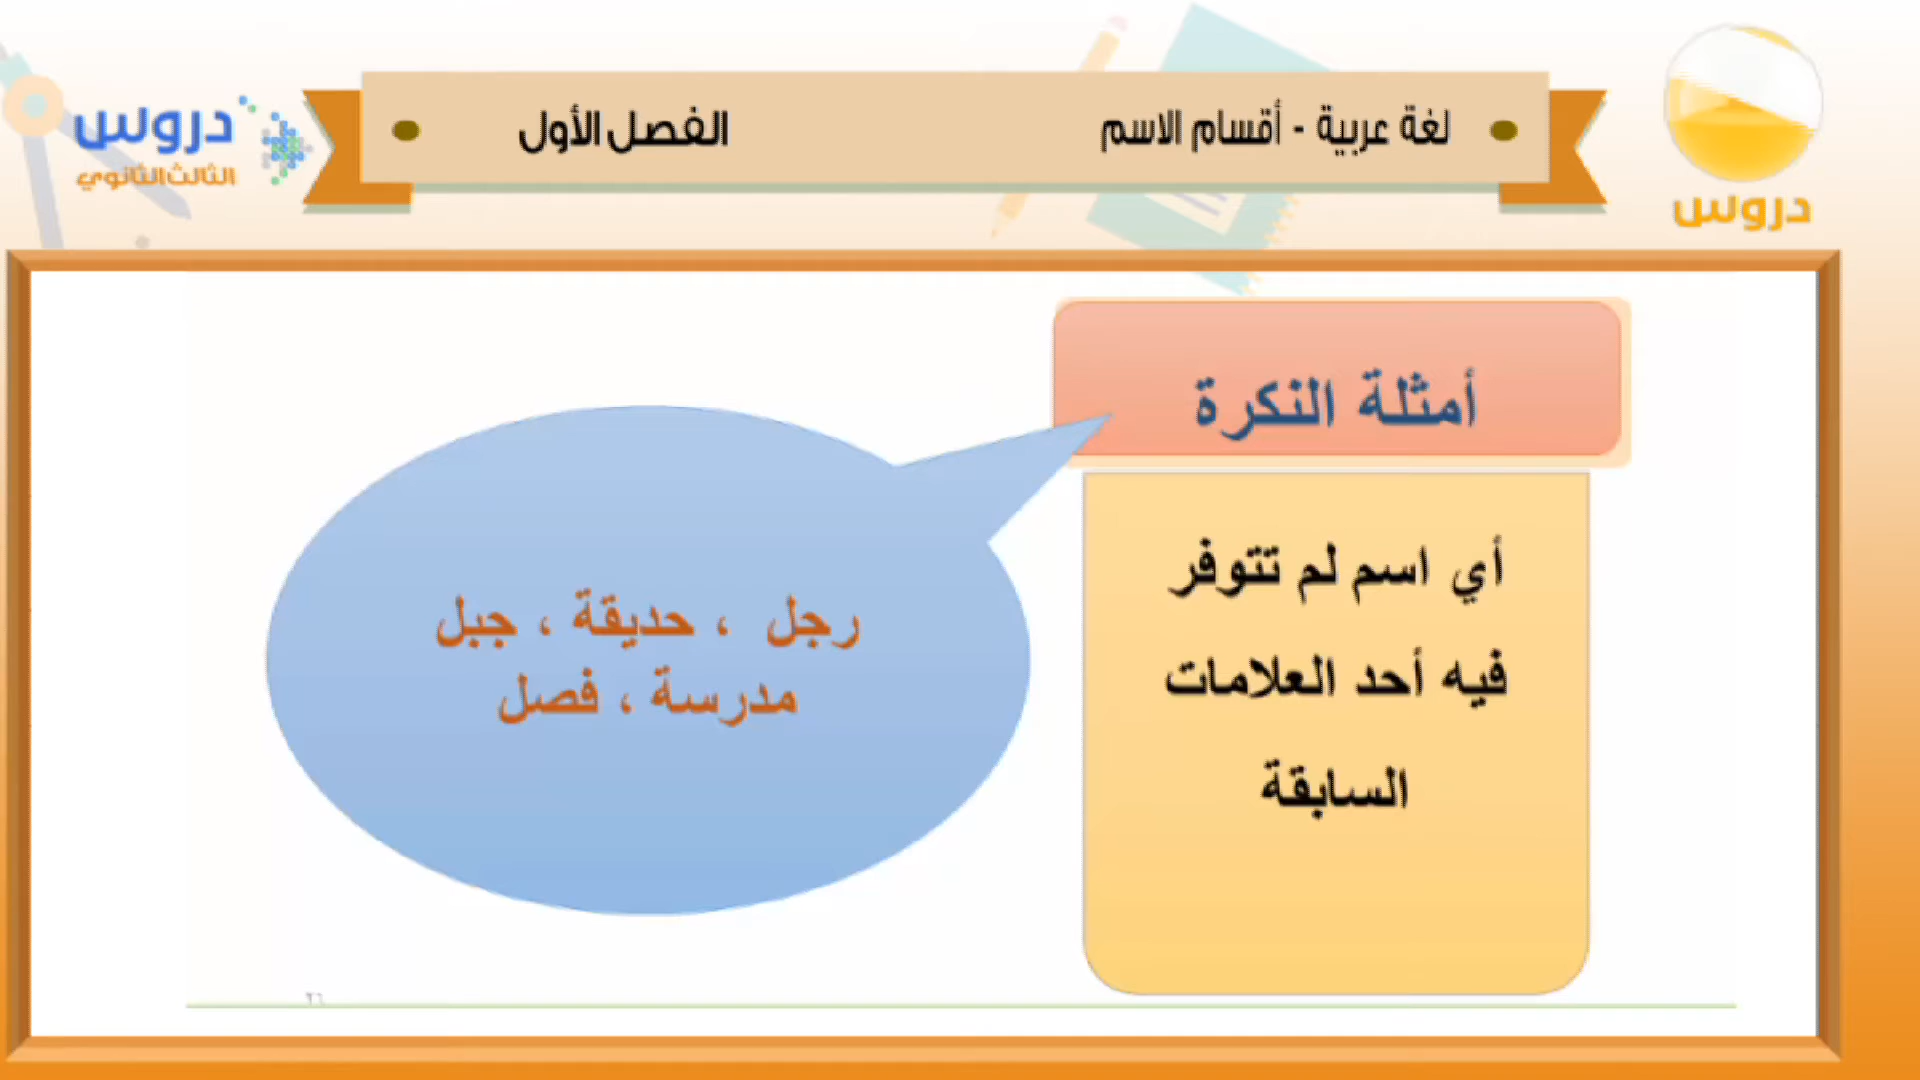 لغة عربية - أقسام الاسم
الفصل الأول
دروس
دروس
الثالث الثانوي
أمثلة النكرة
أي اسم لم تتوفر
فيه أحد العلامات
السابقة
رجل ، حديقة ، جبل
مدرسة ، فصل